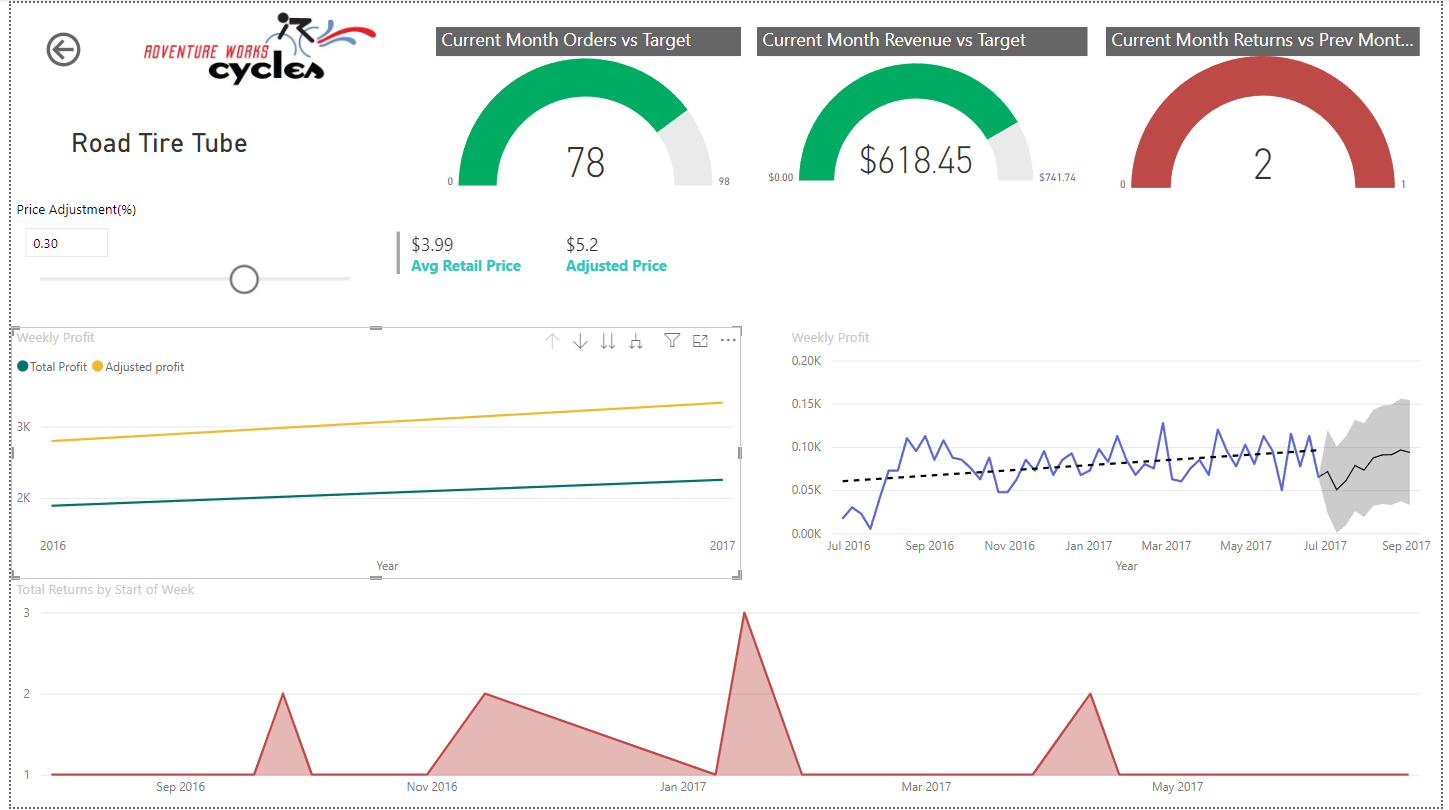 ADVENTURE WORKS
cycles
Road Tire Tube
Current Month Orders vs Target
78
0
98
Current Month Revenue vs Target
$618.45
$0.00
$741.74
Current Month Returns vs Prev Mont...
2
0
1
Price Adjustment(%)
0.30
$3.99
Avg Retail Price
$5.2
Adjusted Price
Weekly Profit
Total Profit Adjusted profit
3K
2K
2016 2017
Year
Weekly Profit
0.20K
0.15K
0.10K
0.05K
0.00K
Jul 2016 Sep 2016 Nov 2016 Jan 2017 Mar 2017 May 2017 Jul 2017 Sep 2017
Year
Total Returns by Start of Week
3
2
1
Sep 2016 Nov 2016 Jan 2017 Mar 2017 May 2017